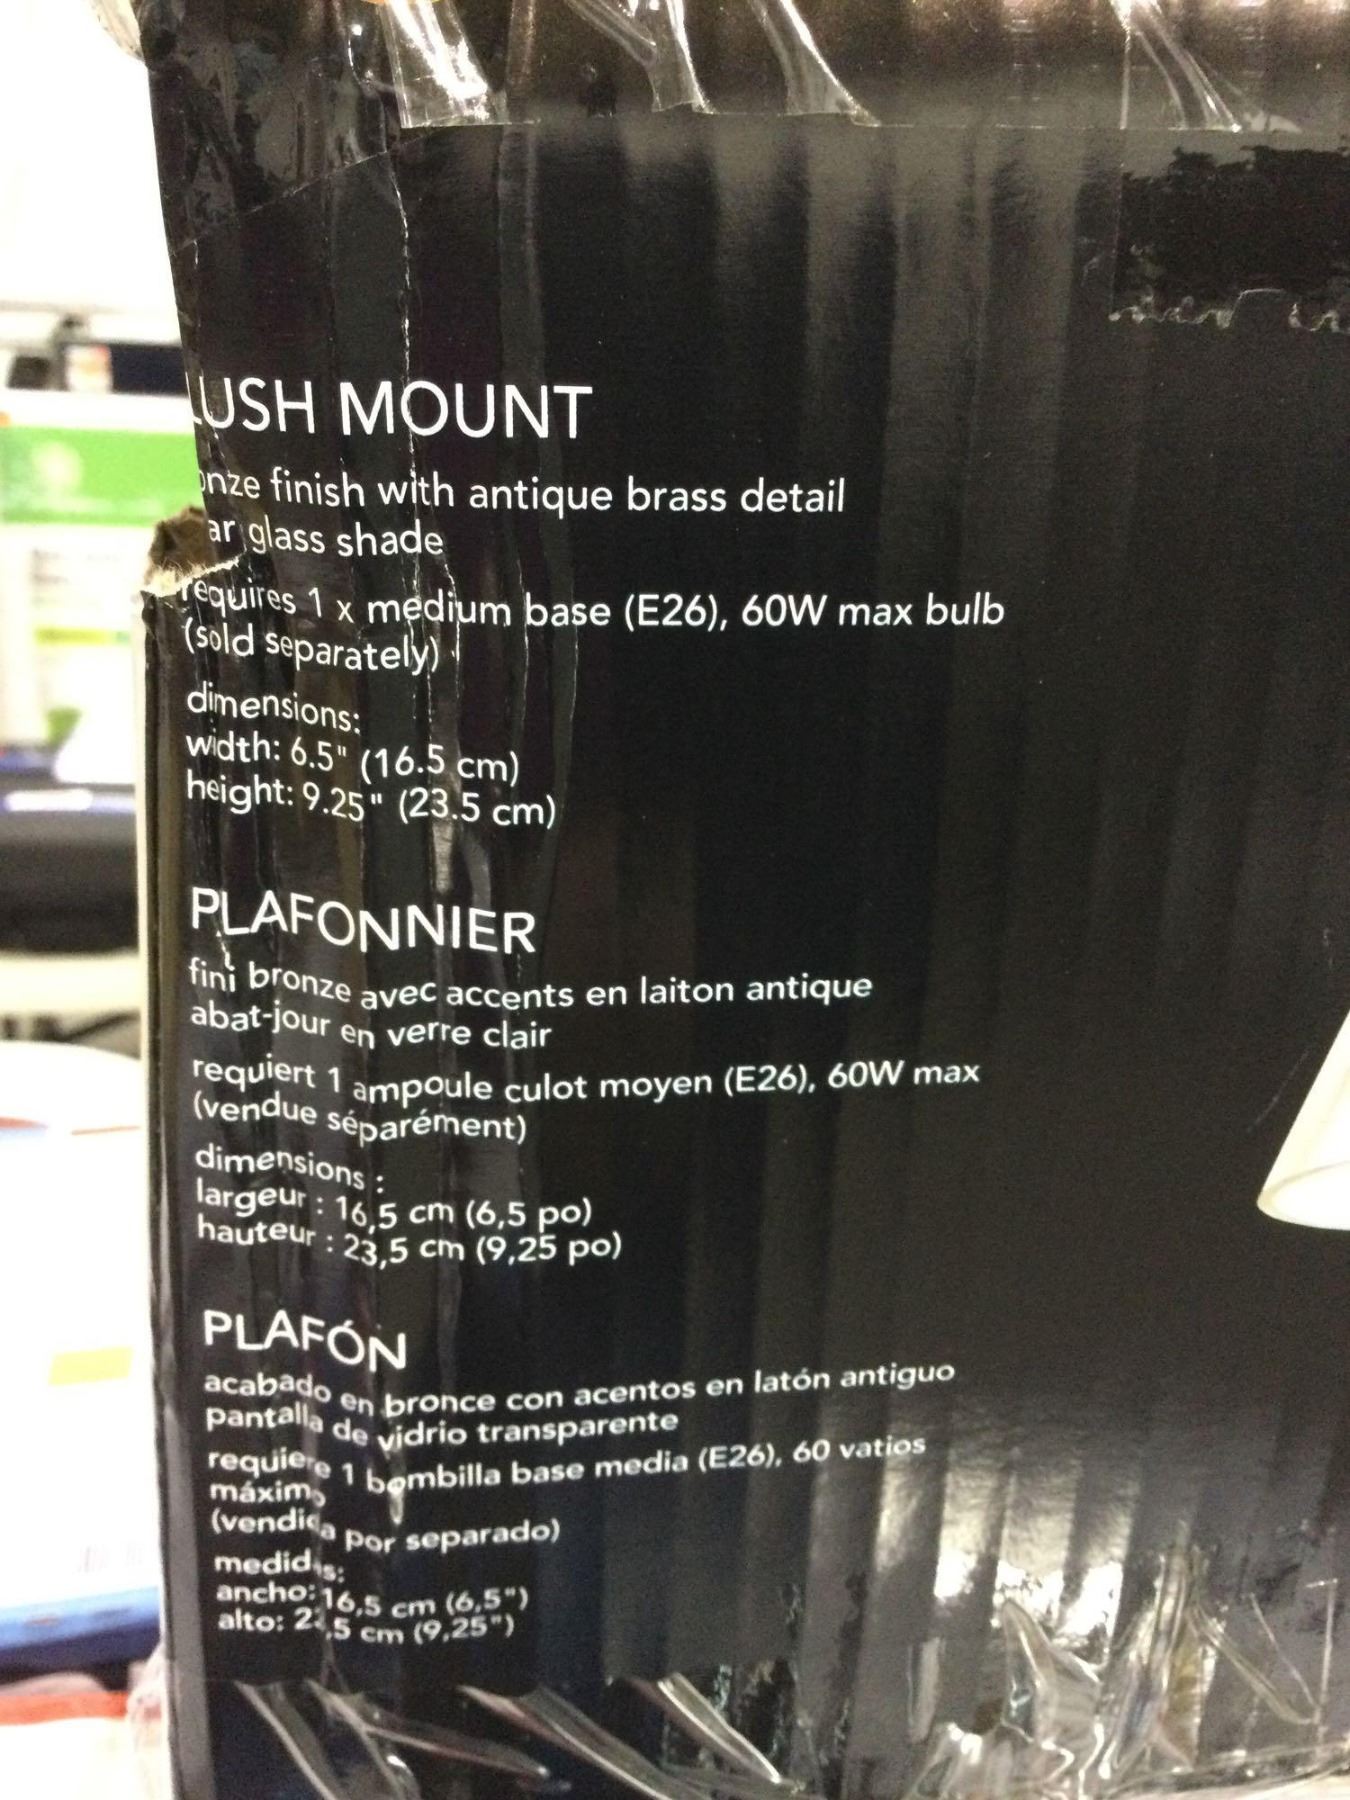 LUSH MOUNT
onze finish with antique brass detail
ar glass shade
requires 1 x medium base (E26), 60W max bulb
(sold separately)
dimensions:
width: 6.5" (16.5 cm)
height: 9.25" (23.5 cm)
PLAFONNIER
fini bronze avec accents en laiton antique
abat-jour en verre clair
requiert 1 ampoule culot moyen (E26), 60W max
(vendue séparément)
dimensions :
largeur : 16,5 cm (6,5 po)
hauteur : 23,5 cm (9,25 po)
PLAFÓN
acabado en bronce con acentos en latón antiguo
pantalla de vidrio transparente
requiere 1 bombilla base media (E26), 60 vatios
máximo
(vendida por separado)
medidas:
ancho: 16,5 cm (6,5")
alto: 23,5 cm (9,25")